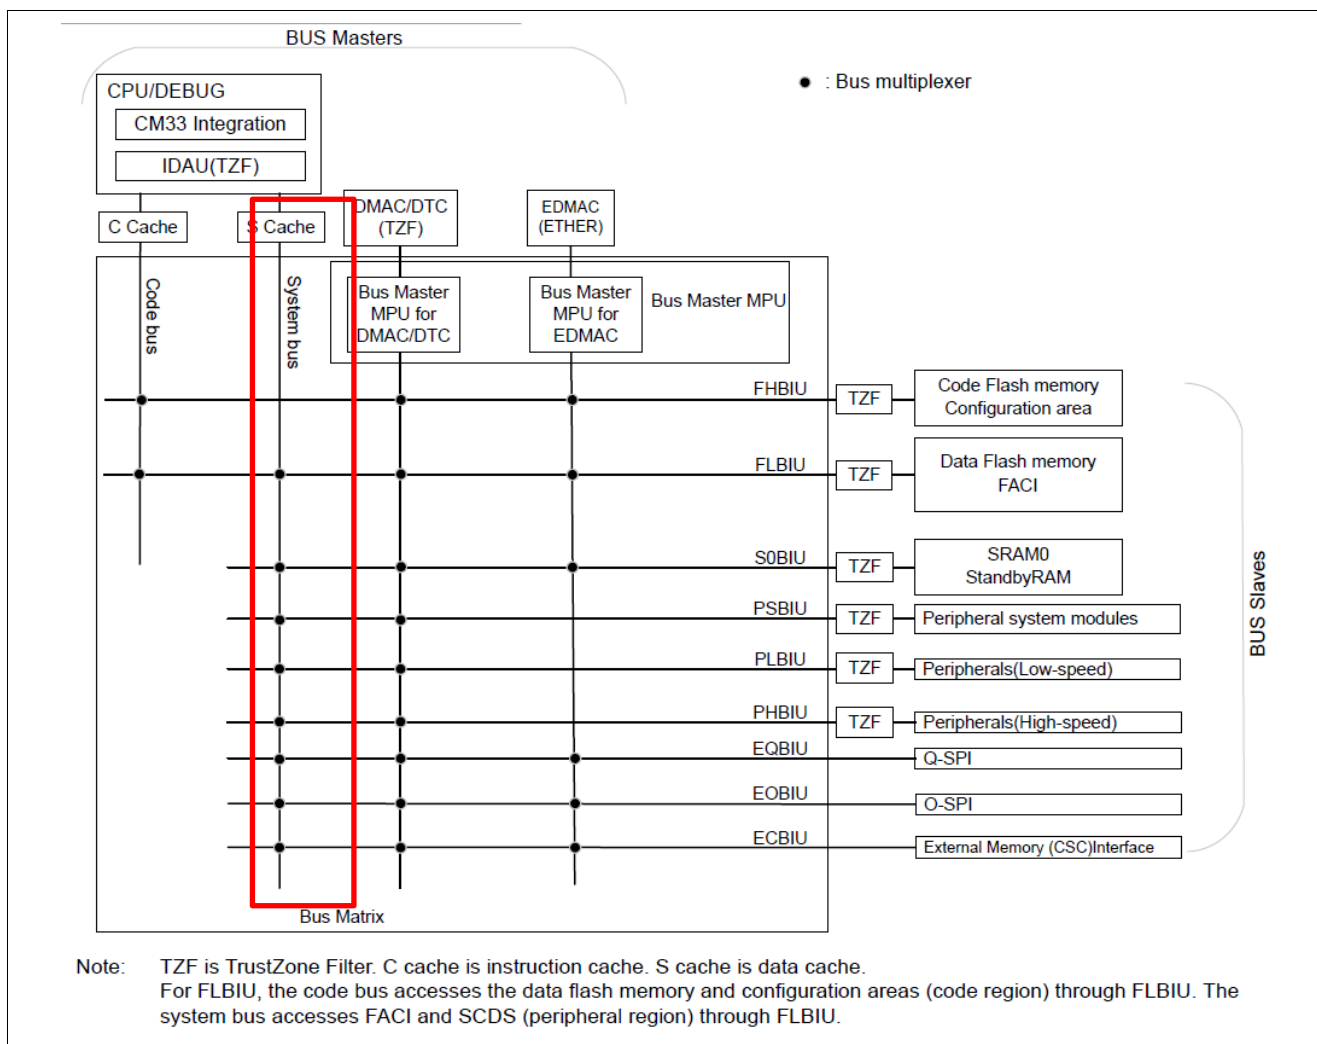 BUS Masters
CPU/DEBUG
CM33 Integration
IDAU(TZF)
● : Bus multiplexer
C Cache
S Cache
DMAC/DTC
(TZF)
EDMAC
(ETHER)
Code bus
System bus
Bus Master
MPU for
DMAC/DTC
Bus Master
MPU for
EDMAC
Bus Master MPU
FHBIU
TZF
Code Flash memory
Configuration area
FLBIU
TZF
Data Flash memory
FACI
S0BIU
TZF
SRAM0
StandbyRAM
PSBIU
TZF
Peripheral system modules
PLBIU
TZF
Peripherals(Low-speed)
PHBIU
TZF
Peripherals(High-speed)
EQBIU
Q-SPI
EOBIU
O-SPI
ECBIU
External Memory (CSC)Interface
BUS Slaves
Bus Matrix
Note: TZF is TrustZone Filter. C cache is instruction cache. S cache is data cache.
For FLBIU, the code bus accesses the data flash memory and configuration areas (code region) through FLBIU. The
system bus accesses FACI and SCDS (peripheral region) through FLBIU.